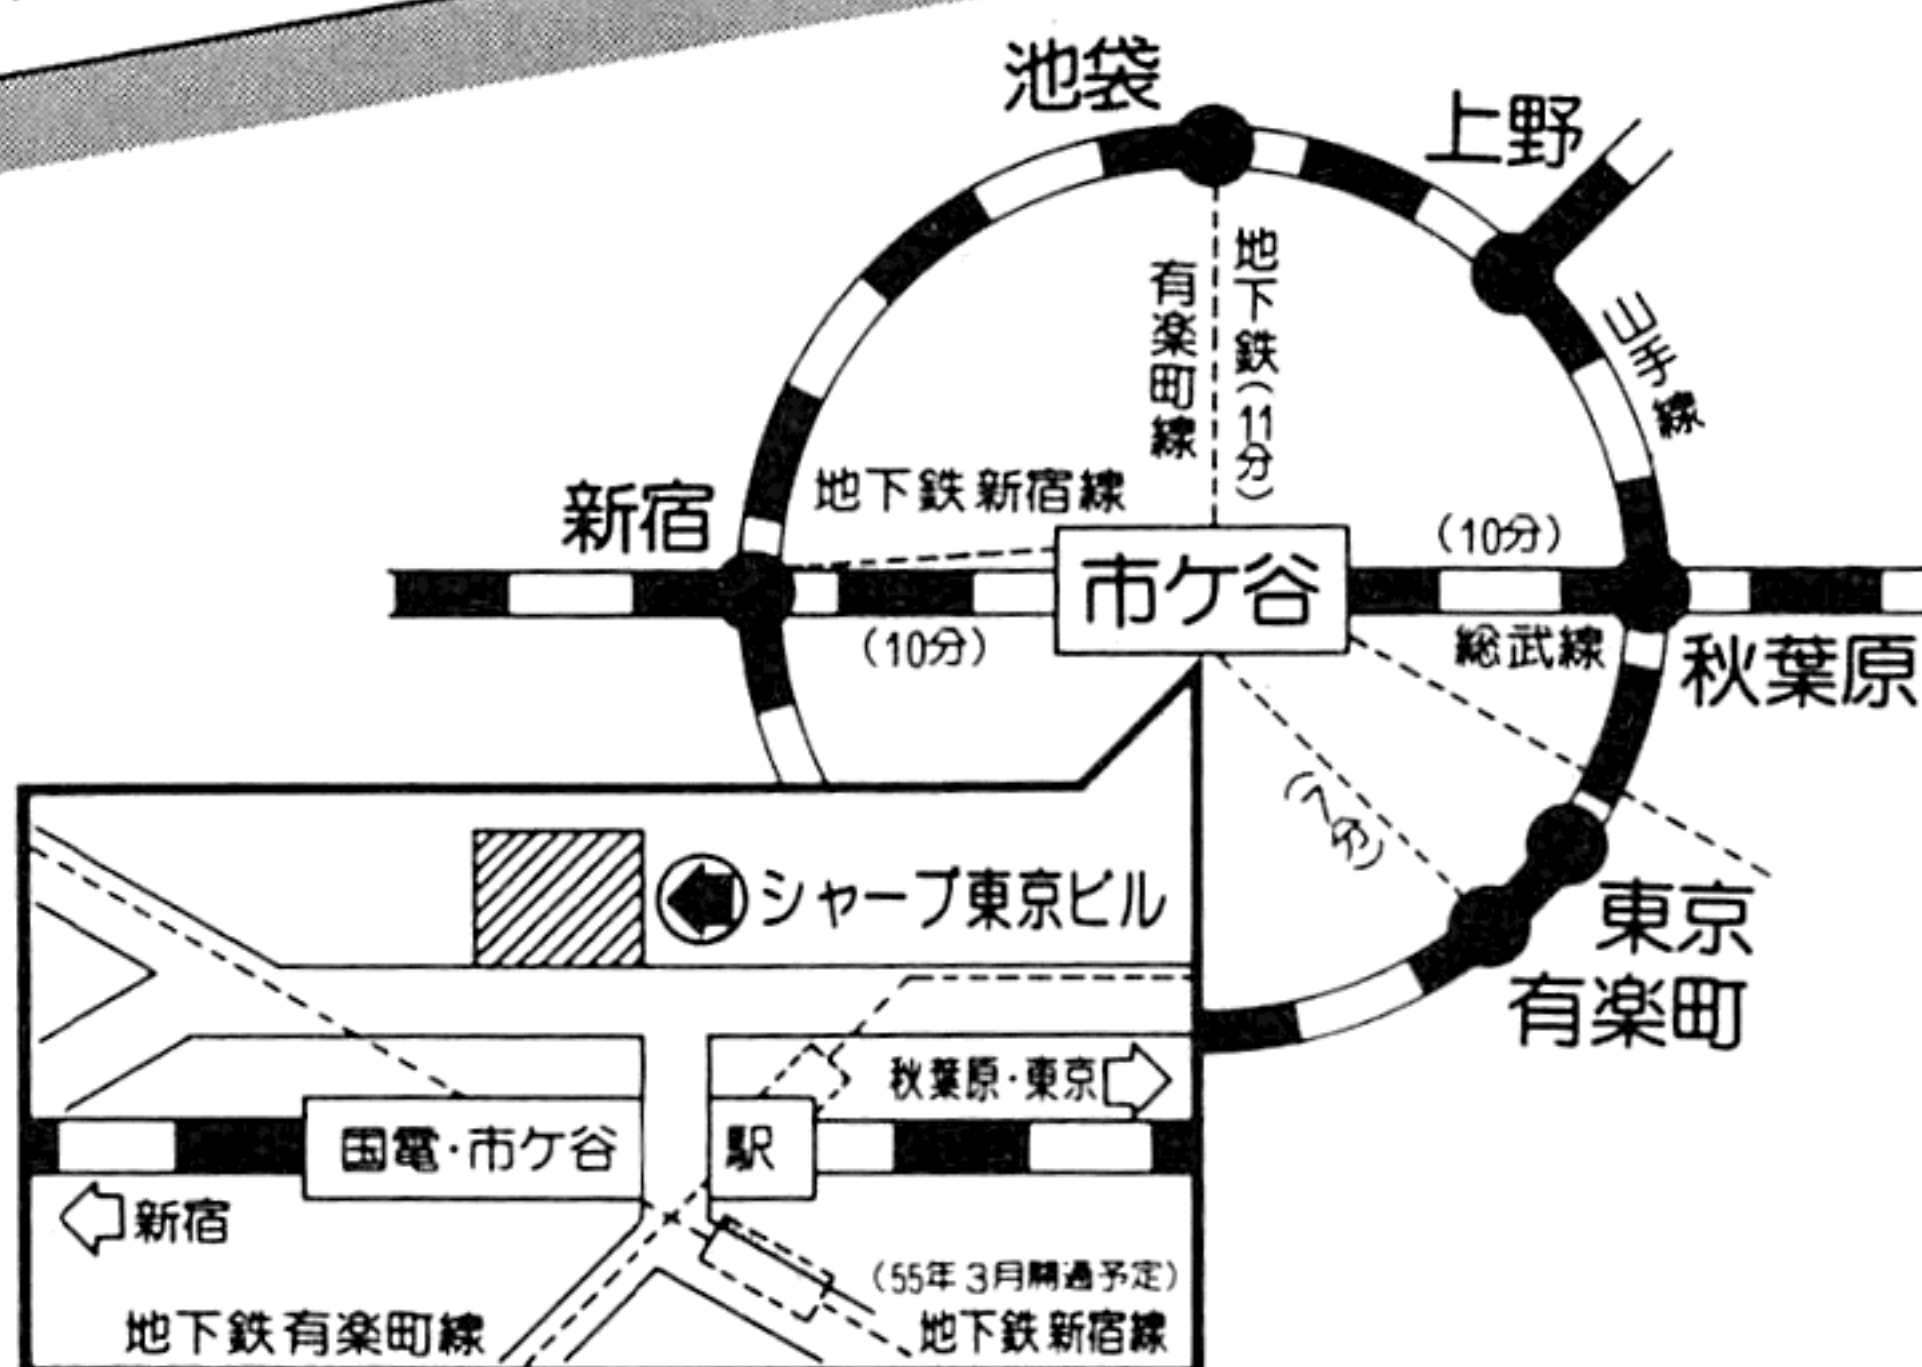 池袋
上野
地下鉄(11分)
有楽町線
山手線
新宿
地下鉄新宿線
市ケ谷
(10分)
(10分)
総武線
秋葉原
(7分)
東京
有楽町
シャープ東京ビル
秋葉原・東京
国電・市ケ谷 駅
新宿
(55年3月開通予定)
地下鉄有楽町線
地下鉄新宿線